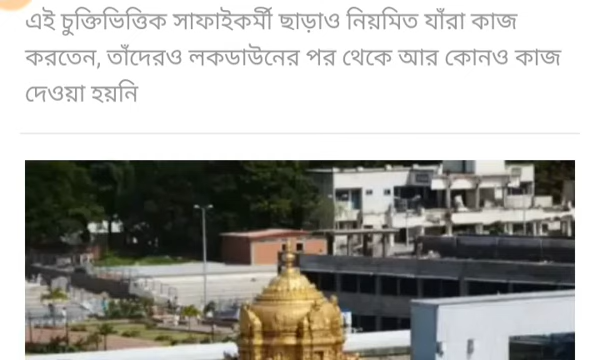 এই চুক্তিভিত্তিক সাফাইকর্মী ছাড়াও নিয়মিত যাঁরা কাজ
করতেন, তাঁদেরও লকডাউনের পর থেকে আর কোনও কাজ
দেওয়া হয়নি